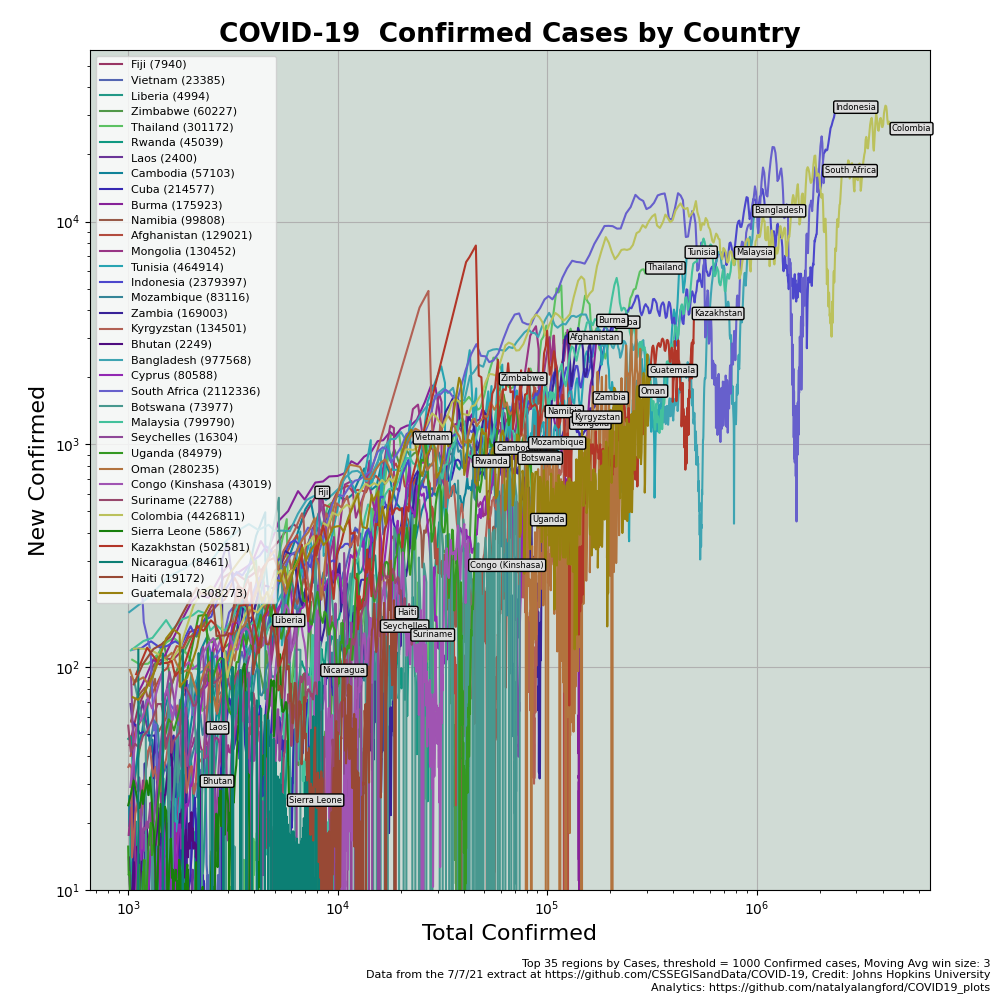 COVID-19  Confirmed Cases by Country
Fiji (7940)
Vietnam (23385)
Liberia (4994)
Zimbabwe (60227)
Thailand (301172)
Rwanda (45039)
Laos (2400)
Cambodia (57103)
Cuba (214577)
Burma (175923)
Namibia (99808)
Afghanistan (129021)
Mongolia (130452)
Tunisia (464914)
Indonesia (2379397)
Mozambique (83116)
Zambia (169003)
Kyrgyzstan (134501)
Bhutan (2249)
Bangladesh (977568)
Cyprus (80588)
South Africa (2112336)
Botswana (73977)
Malaysia (799790)
Seychelles (16304)
Uganda (84979)
Oman (280235)
Congo (Kinshasa (43019)
Suriname (22788)
Colombia (4426811)
Sierra Leone (5867)
Kazakhstan (502581)
Nicaragua (8461)
Haiti (19172)
Guatemala (308273)
Indonesia
Colombia
South Africa
Bangladesh
Tunisia
Malaysia
Thailand
Kazakhstan
Burma
ba
Afghanistan
Guatemala
Zimbabwe
Oman
Zambia
Namibia
Kyrgyzstan
Mongolia
Vietnam
Mozambique
Cambod
Rwanda
Botswana
Fiji
Uganda
Congo (Kinshasa)
Haiti
Liberia
Seychelles
Suriname
Nicaragua
Laos
Bhutan
Sierra Leone
10⁴
10³
10²
10¹
10³
10⁴
10⁵
10⁶
New Confirmed
Total Confirmed
Top 35 regions by Cases, threshold = 1000 Confirmed cases, Moving Avg win size: 3
Data from the 7/7/21 extract at https://github.com/CSSEGISandData/COVID-19, Credit: Johns Hopkins University
Analytics: https://github.com/natalyalangford/COVID19_plots